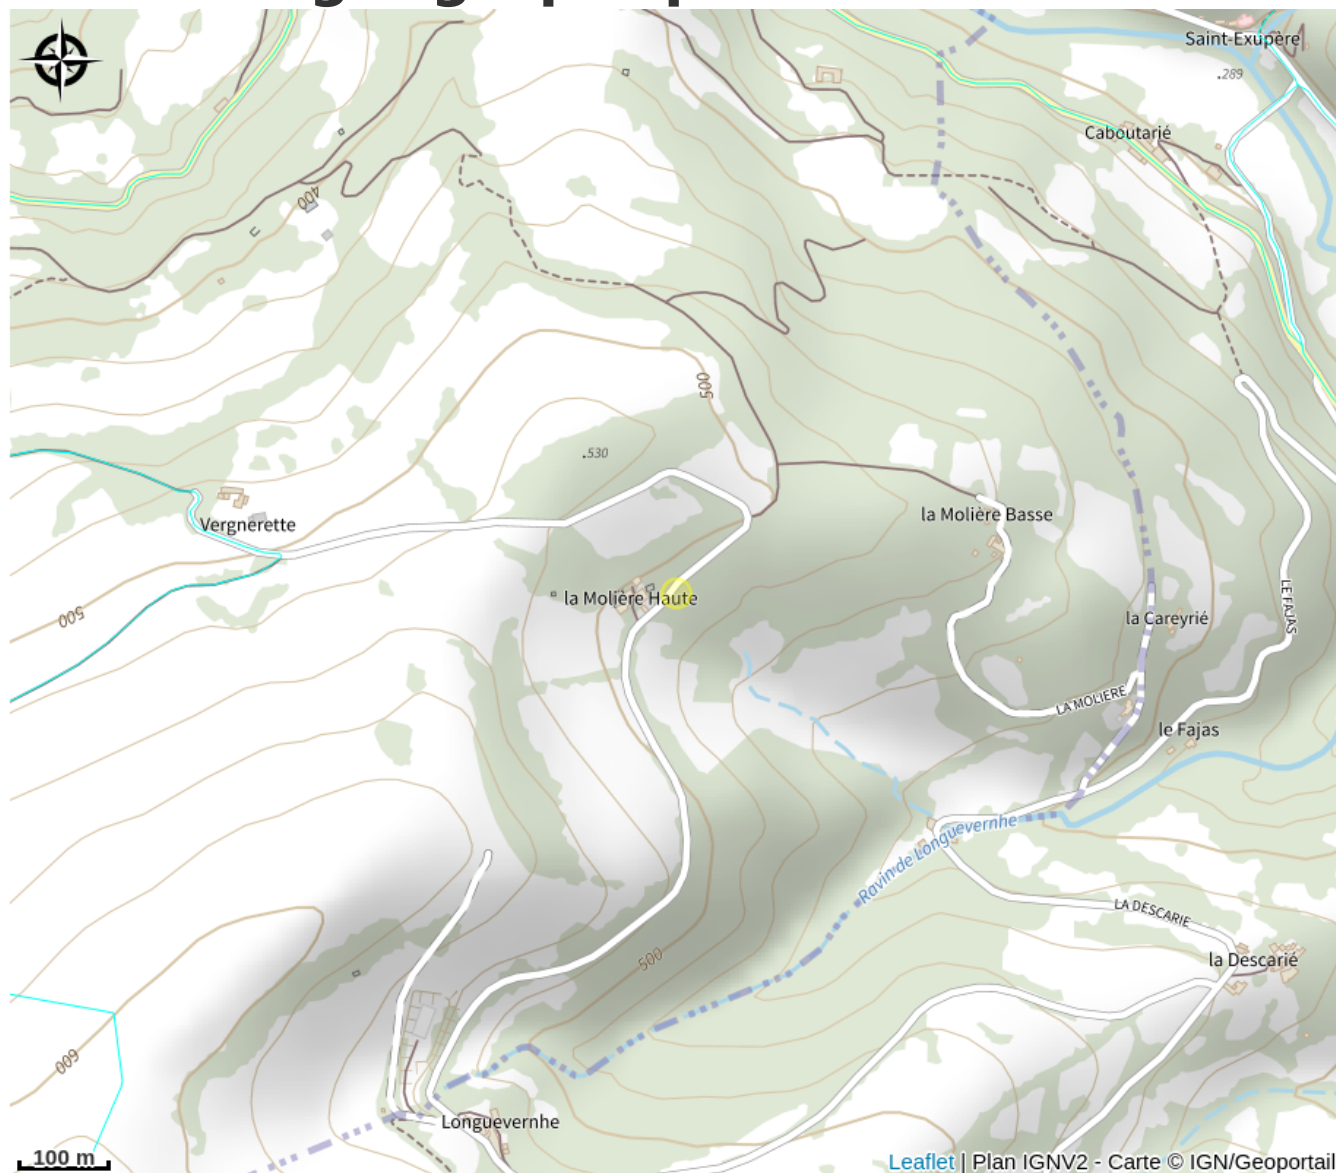 Saint-Exupère
.289
Caboutarié
400
500
.530
la Molière Basse
Vergnerette
LE FAJAS
la Molière Haute
500
la Careyrié
LA MOLIERE
le Fajas
Ravin de Longuevernhe
LA DESCARIE
500
la Descarié
600
Longuevernhe
100 m
Leaflet | Plan IGNV2 - Carte © IGN/Geoportail